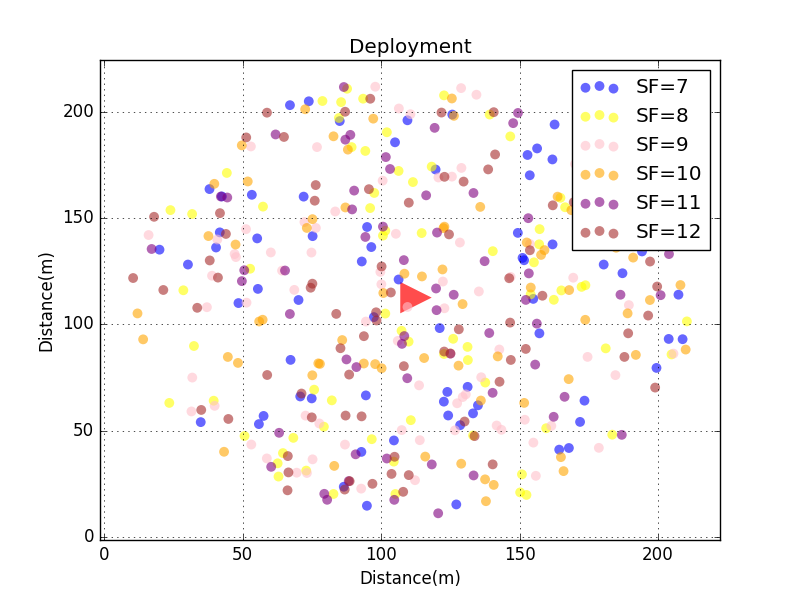 Deployment
SF=7
SF=8
SF=9
SF=10
SF=11
SF=12
200
150
100
50
0
Distance(m)
0 50 100 150 200
Distance(m)